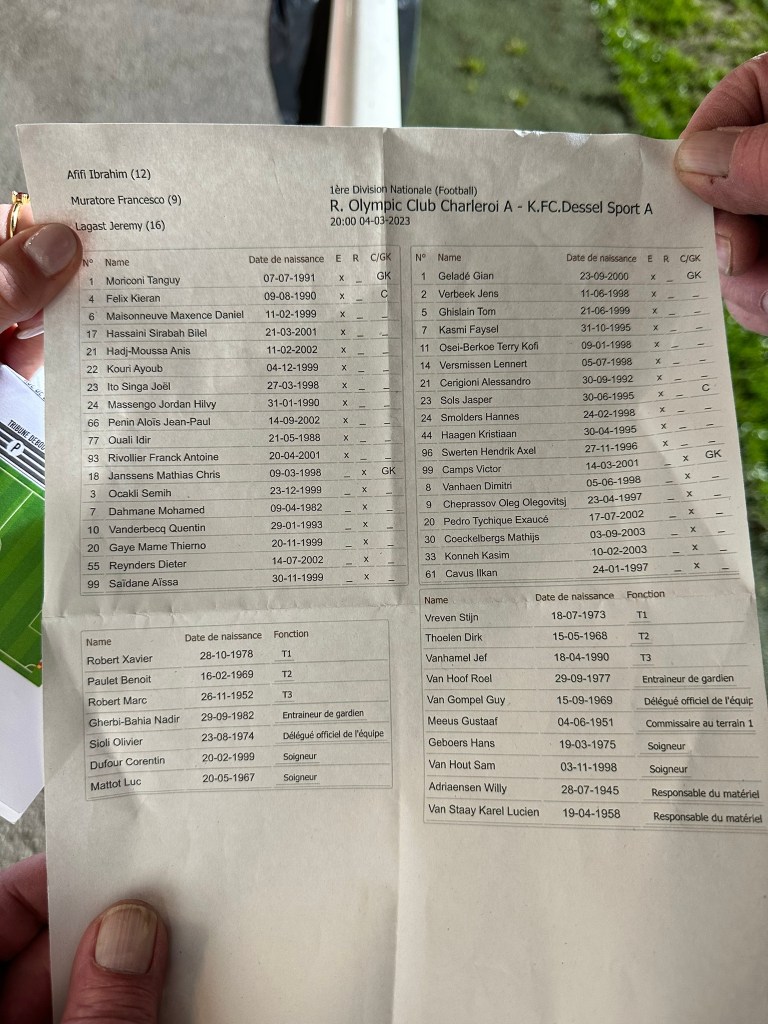 Afifi Ibrahim (12)
Muratore Francesco (9)
Lagast Jeremy (16)
1ère Division Nationale (Football)
R. Olympic Club Charleroi A - K.FC.Dessel Sport A
20:00 04-03-2023
N° Name Date de naissance E R C/GK
1 Moriconi Tanguy 07-07-1991 x _ GK
4 Felix Kieran 09-08-1990 x _ C
6 Maisonneuve Maxence Daniel 11-02-1999 x _ _
17 Hassaini Sirabah Bilel 21-03-2001 x _ _
21 Hadj-Moussa Anis 11-02-2002 x _ _
22 Kouri Ayoub 04-12-1999 x _ _
23 Ito Singa Joël 27-03-1998 x _ _
24 Massengo Jordan Hilvy 31-01-1990 x _ _
66 Penin Aloïs Jean-Paul 14-09-2002 x _ _
77 Ouali Idir 21-05-1988 x _ _
93 Rivollier Franck Antoine 20-04-2001 x _ _
18 Janssens Mathias Chris 09-03-1998 _ x GK
3 Ocakli Semih 23-12-1999 _ x _
7 Dahmane Mohamed 09-04-1982 _ x _
10 Vanderbecq Quentin 29-01-1993 _ x _
20 Gaye Mame Thierno 20-11-1999 _ x _
55 Reynders Dieter 14-07-2002 _ x _
99 Saïdane Aïssa 30-11-1999 _ x _
N° Name Date de naissance E R C/GK
1 Geladé Gian 23-09-2000 x _ GK
2 Verbeek Jens 11-06-1998 x _ _
5 Ghislain Tom 21-06-1999 x _ _
7 Kasmi Faysel 31-10-1995 x _ _
11 Osei-Berkoe Terry Kofi 09-01-1998 x _ _
14 Versmissen Lennert 05-07-1998 x _ _
21 Cerigioni Alessandro 30-09-1992 x _ _
23 Sols Jasper 30-06-1995 x _ C
24 Smolders Hannes 24-02-1998 x _ _
44 Haagen Kristiaan 30-04-1995 x _ _
96 Swerten Hendrik Axel 27-11-1996 x _ _
99 Camps Victor 14-03-2001 _ x GK
8 Vanhaen Dimitri 05-06-1998 _ x _
9 Cheprassov Oleg Olegovitsj 23-04-1997 _ x _
20 Pedro Tychique Exaucé 17-07-2002 _ x _
30 Coeckelbergs Mathijs 03-09-2003 _ x _
33 Konneh Kasim 10-02-2003 _ x _
61 Cavus Ilkan 24-01-1997 _ x _
Name Date de naissance Fonction
Robert Xavier 28-10-1978 T1
Paulet Benoit 16-02-1969 T2
Robert Marc 26-11-1952 T3
Gherbi-Bahia Nadir 29-09-1982 Entraineur de gardien
Sioli Olivier 23-08-1974 Délégué officiel de l'équipe
Dufour Corentin 20-02-1999 Soigneur
Mattot Luc 20-05-1967 Soigneur
Name Date de naissance Fonction
Vreven Stijn 18-07-1973 T1
Thoelen Dirk 15-05-1968 T2
Vanhamel Jef 18-04-1990 T3
Van Hoof Roel 29-09-1977 Entraineur de gardien
Van Gompel Guy 15-09-1969 Délégué officiel de l'équip
Meeus Gustaaf 04-06-1951 Commissaire au terrain 1
Geboers Hans 19-03-1975 Soigneur
Van Hout Sam 03-11-1998 Soigneur
Adriaensen Willy 28-07-1945 Responsable du matériel
Van Staay Karel Lucien 19-04-1958 Responsable du matériel
TRIBUNE
P